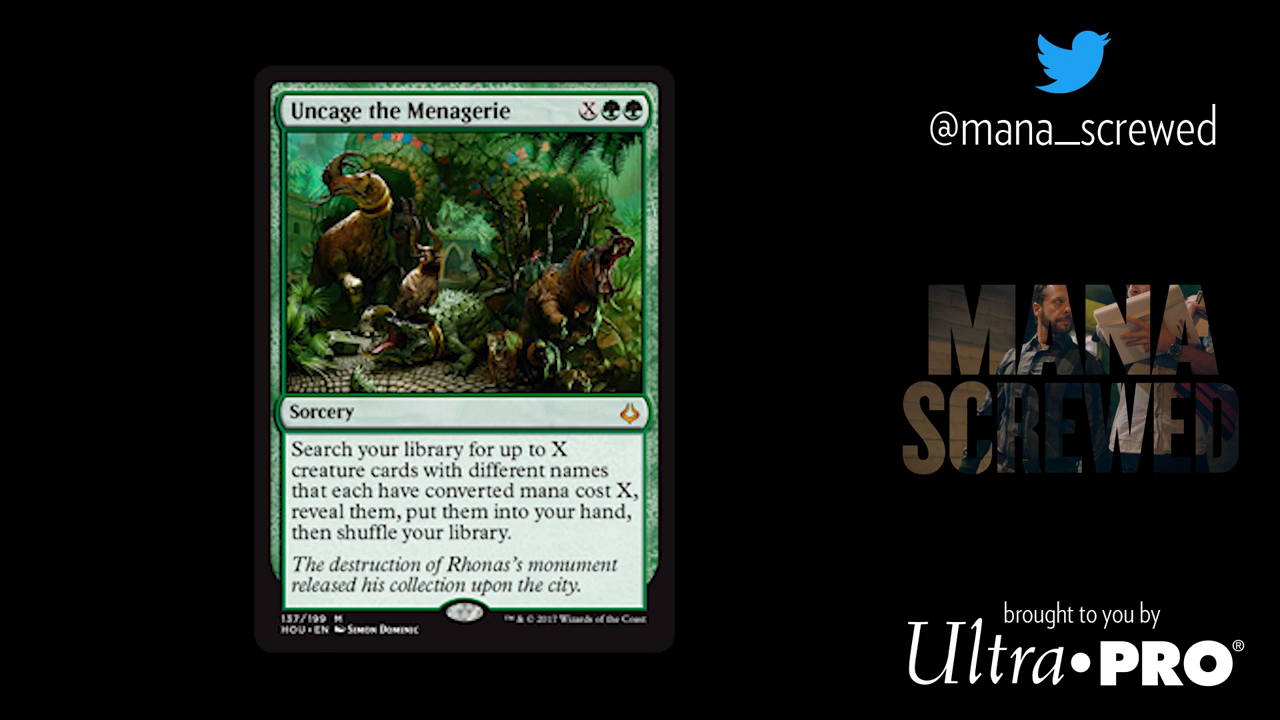 Uncage the Menagerie X
Sorcery
Search your library for up to X
creature cards with different names
that each have converted mana cost X,
reveal them, put them into your hand,
then shuffle your library.
The destruction of Rhonas's monument
released his collection upon the city.
137/199 M
HOU • EN Simon Dominic
™ & © 2017 Wizards of the Coast
@mana_screwed
MANA
SCREWED
brought to you by
Ultra•PRO®